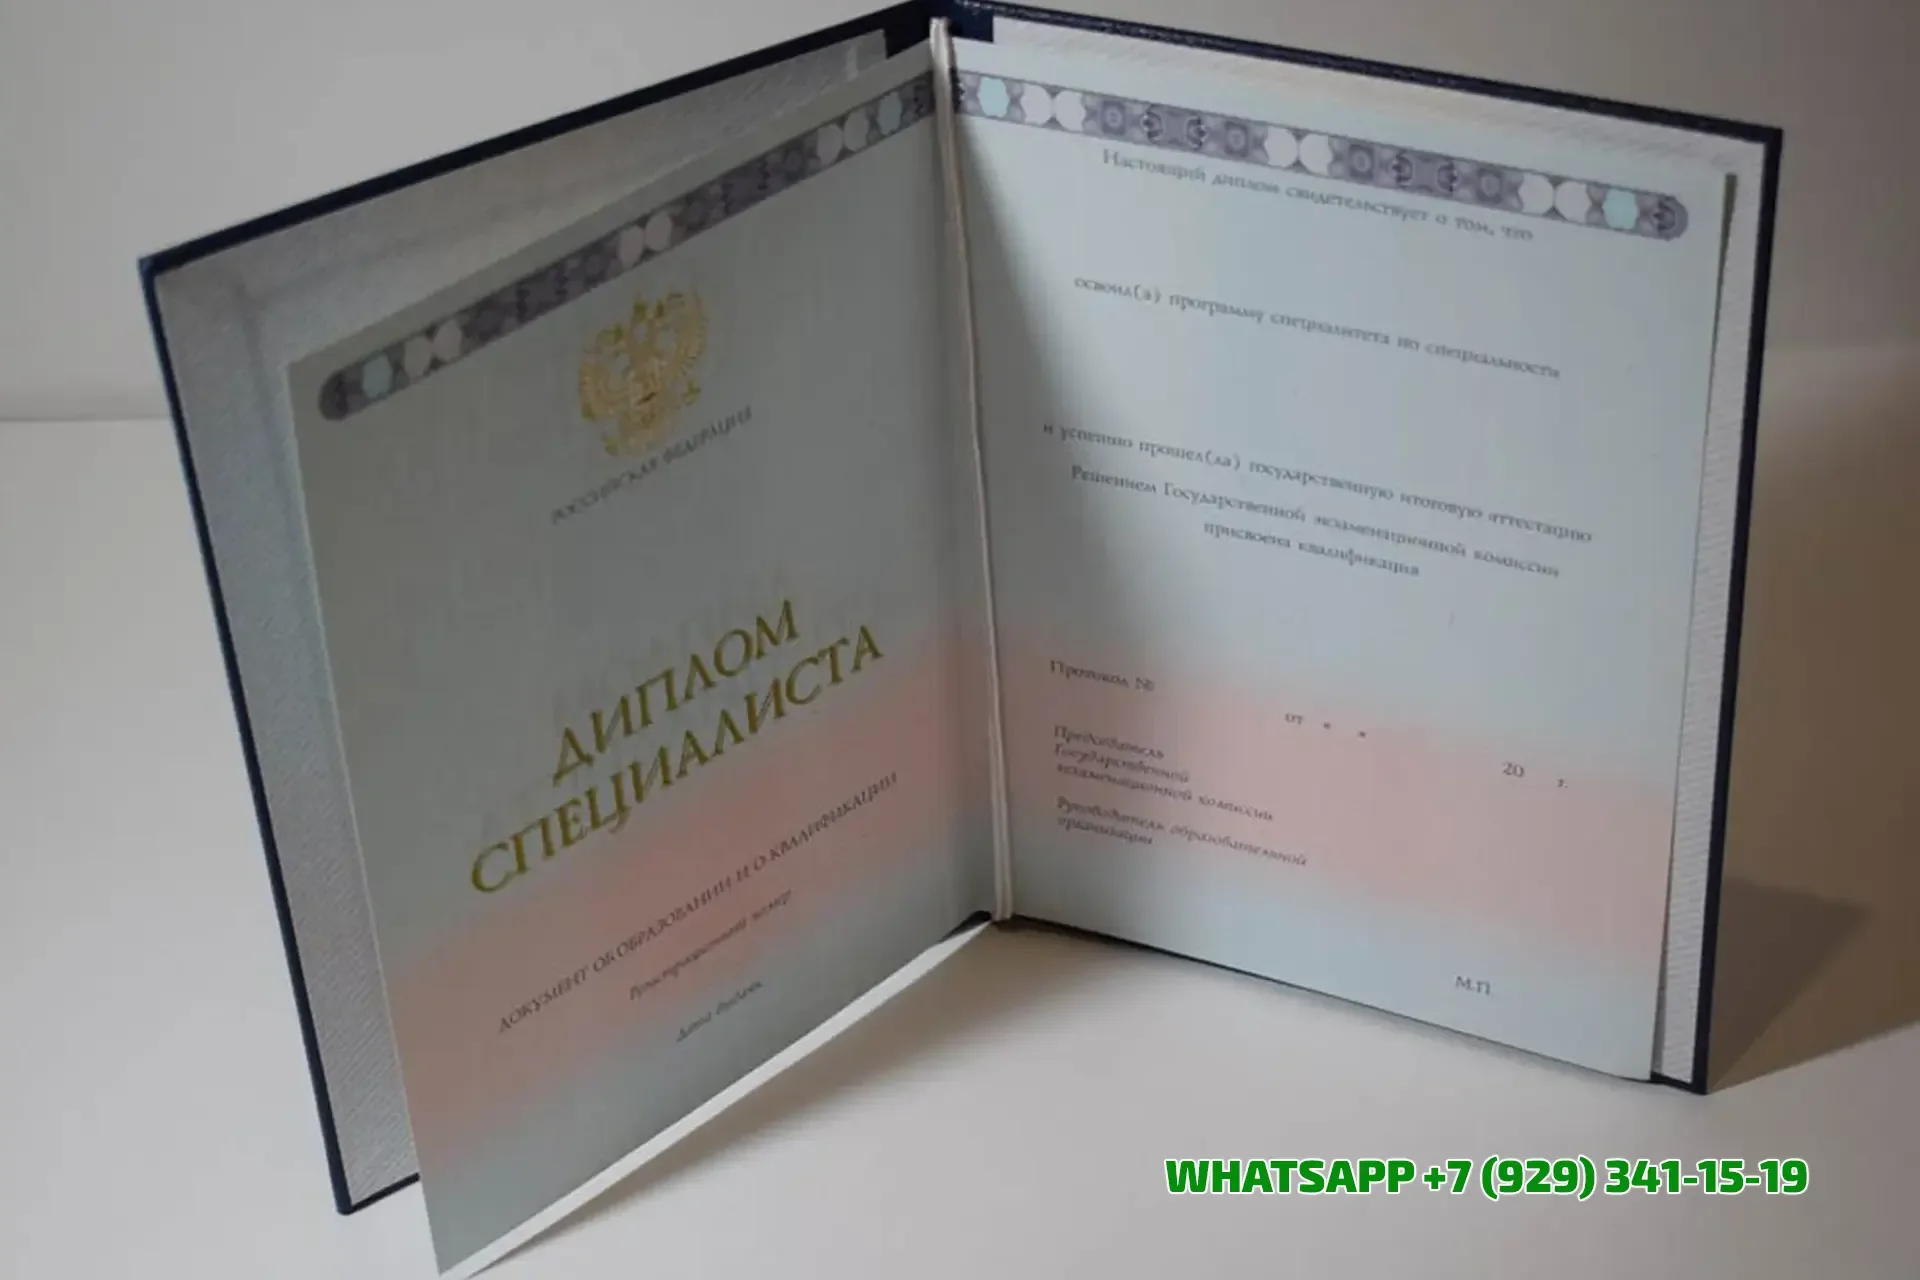 РОССИЙСКАЯ ФЕДЕРАЦИЯ
ДИПЛОМ
СПЕЦИАЛИСТА
ДОКУМЕНТ ОБ ОБРАЗОВАНИИ И О КВАЛИФИКАЦИИ
Регистрационный номер
Дата выдачи
Настоящий диплом свидетельствует о том, что
освоил(а) программу специалитета по специальности
и успешно прошел(ла) государственную итоговую аттестацию
Решением Государственной экзаменационной комиссии
присвоена квалификация
Протокол №
от « »
20 г.
Председатель
Государственной
экзаменационной комиссии
Руководитель образовательной
организации
М.П.
WHATSAPP +7 (929) 341-15-19